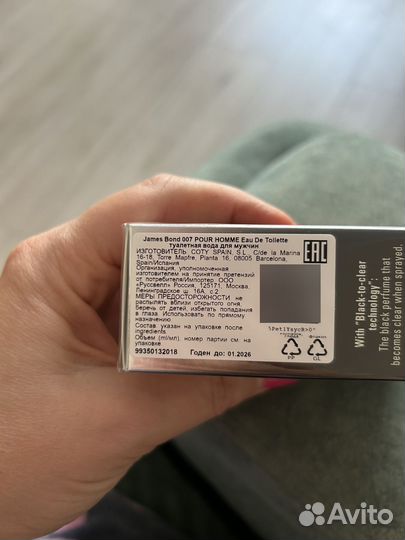 James Bond 007 POUR HOMME Eau De Toilette
туалетная вода для мужчин
ИЗГОТОВИТЕЛЬ: COTY SPAIN, S.L., C/de la Marina
16-18, Torre Mapfre, Planta 16, 08005 Barcelona,
Spain/Испания
Организация, уполномоченная
изготовителем на принятие претензий
от потребителя/Импортер: ООО
«Руссвелл» Россия, 125171, Москва,
Ленинградское ш. 16А, с.2
МЕРЫ ПРЕДОСТОРОЖНОСТИ: не
распылять вблизи открытого огня.
Беречь от детей, избегать попадания
в глаза. Использовать по прямому
назначению.
Состав указан на упаковке после
ingredients.
Объем (ml/мл), номер партии см. на
упаковке.
99350132018 Годен до: 01.2026
EAC
PP
GL
With "Black-to-clear
technology":
The black perfume that
becomes clear when sprayed.
Avito